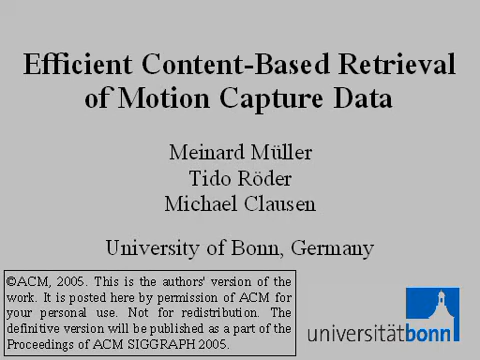 Efficient Content-Based Retrieval
of Motion Capture Data
Meinard Müller
Tido Röder
Michael Clausen
University of Bonn, Germany
©ACM, 2005. This is the authors' version of the
work. It is posted here by permission of ACM for
your personal use. Not for redistribution. The
definitive version will be published as a part of the
Proceedings of ACM SIGGRAPH 2005.
universitätbonn